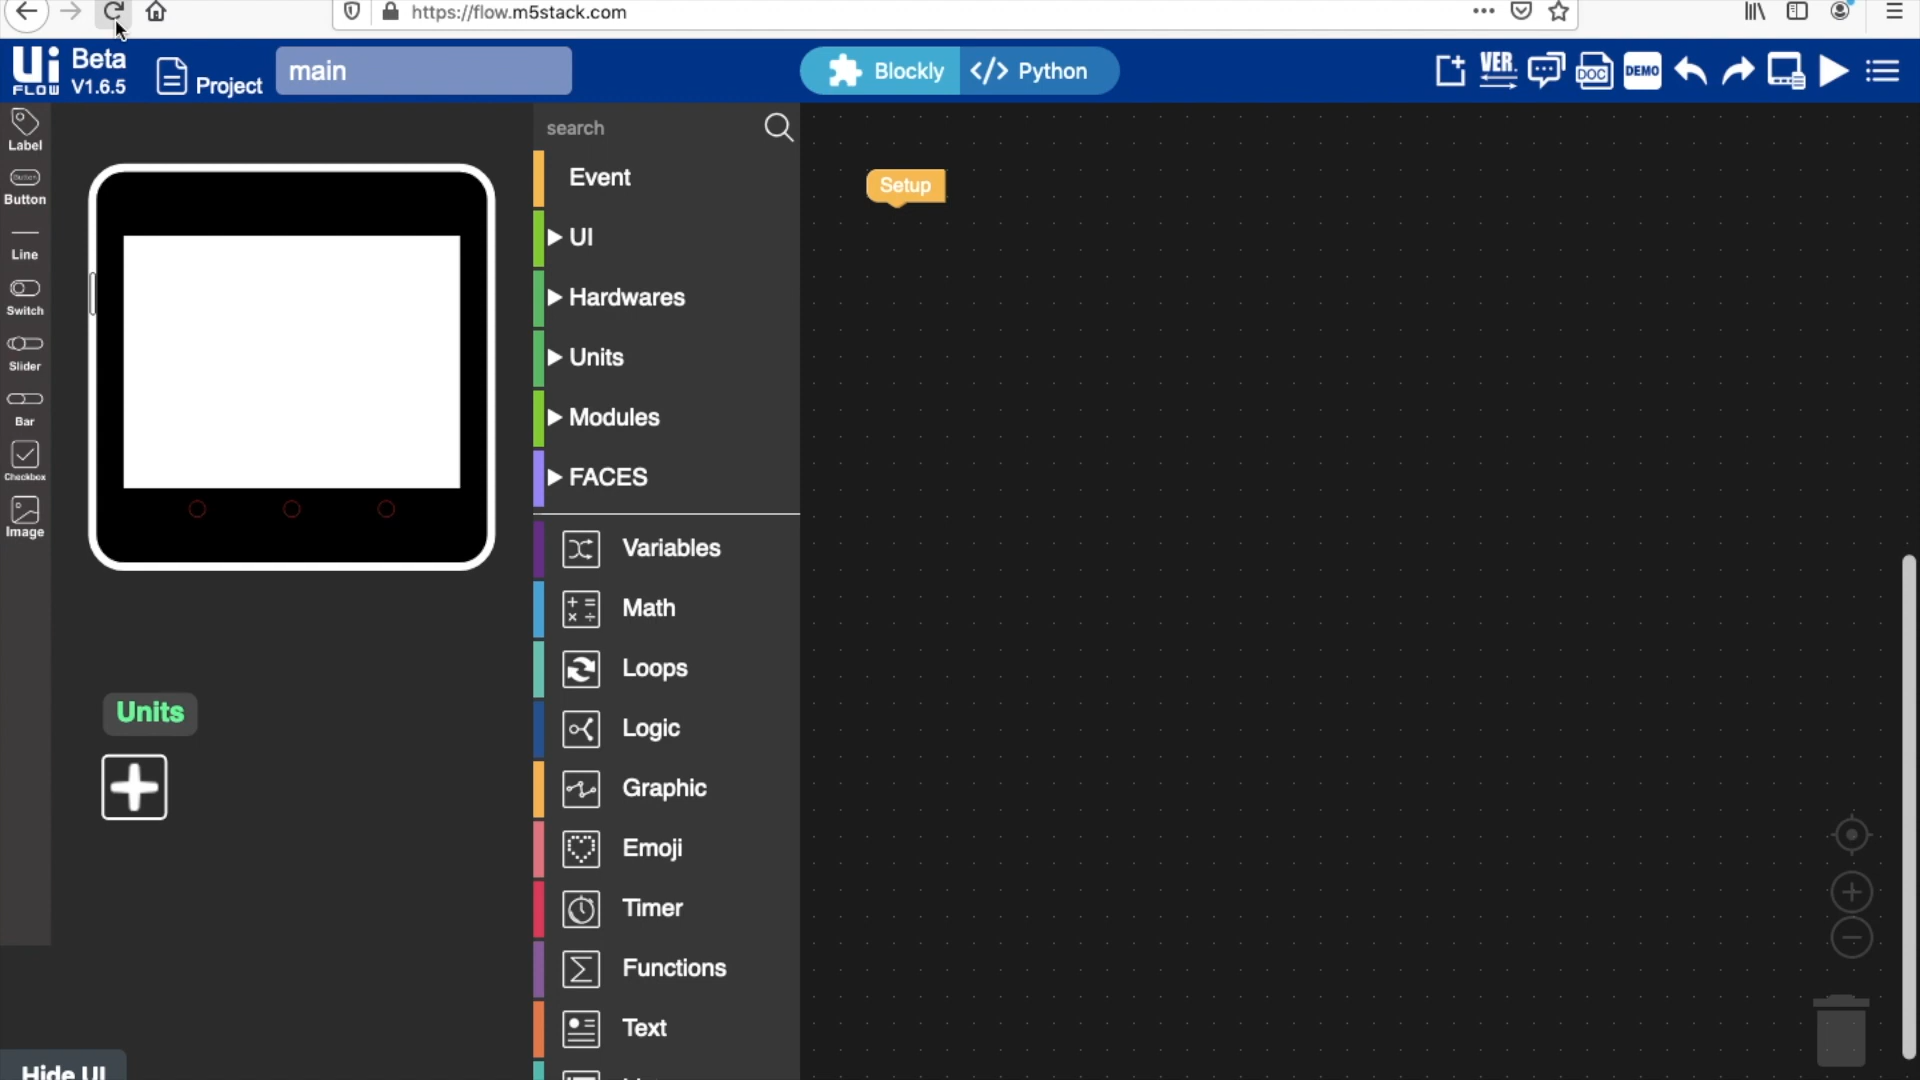 https://flow.m5stack.com
Ui FLOW
Beta
V1.6.5
Project
main
Blockly
</> Python
VER.
DOC
DEMO
Label
Button
Line
Switch
Slider
Bar
Checkbox
Image
Units
Hide UI
search
Event
UI
Hardwares
Units
Modules
FACES
Variables
Math
Loops
Logic
Graphic
Emoji
Timer
Functions
Text
Setup